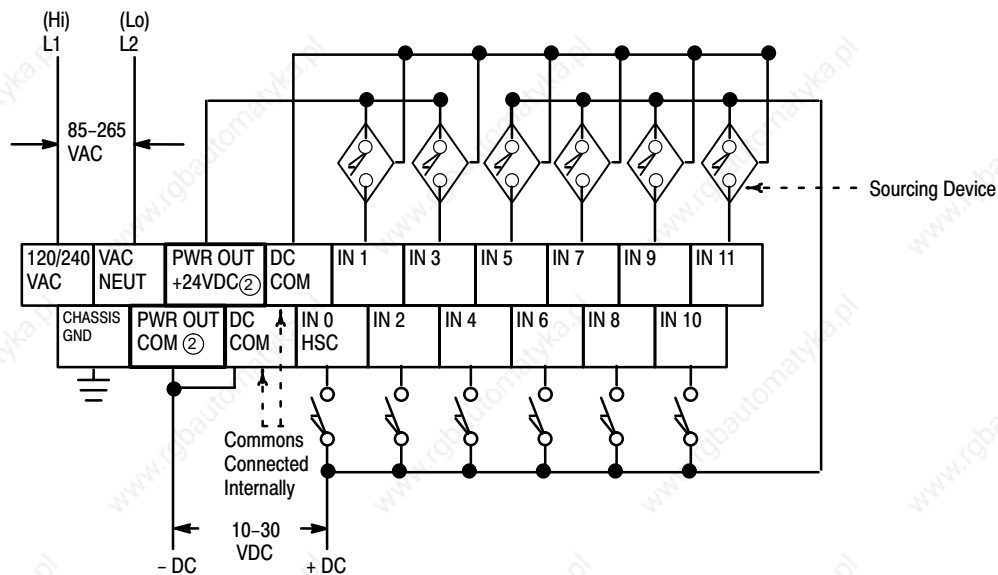 (Hi)
L1
(Lo)
L2
85–265
VAC
Sourcing Device
120/240
VAC
VAC
NEUT
PWR OUT
+24VDC②
DC
COM
IN 1
IN 3
IN 5
IN 7
IN 9
IN 11
CHASSIS
GND
PWR OUT
COM ②
DC
COM
IN 0
HSC
IN 2
IN 4
IN 6
IN 8
IN 10
Commons
Connected
Internally
10–30
VDC
– DC
+ DC
www.rgbautomatyka.pl